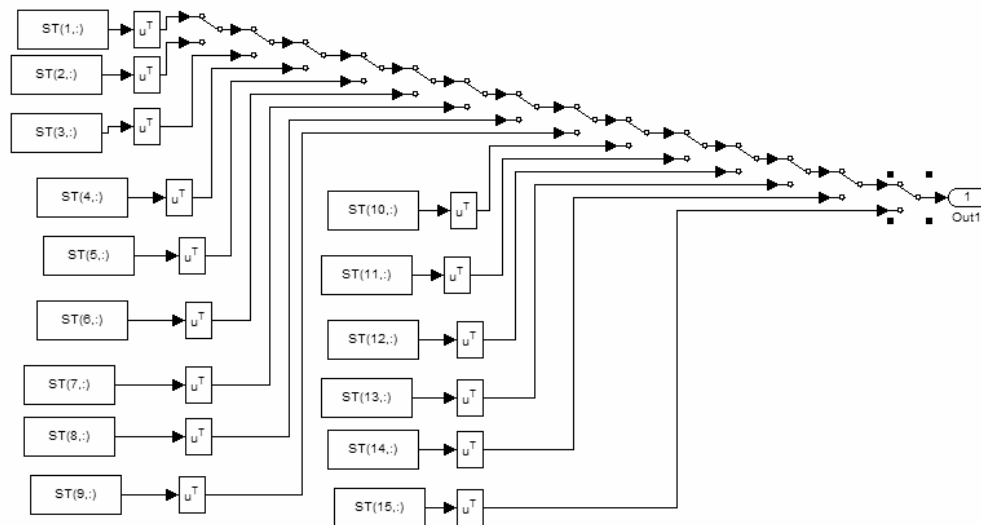 ST(1,:) u^T
ST(2,:) u^T
ST(3,:) u^T
ST(4,:) u^T
ST(5,:) u^T
ST(6,:) u^T
ST(7,:) u^T
ST(8,:) u^T
ST(9,:) u^T
ST(10,:) u^T
ST(11,:) u^T
ST(12,:) u^T
ST(13,:) u^T
ST(14,:) u^T
ST(15,:) u^T
1
Out1